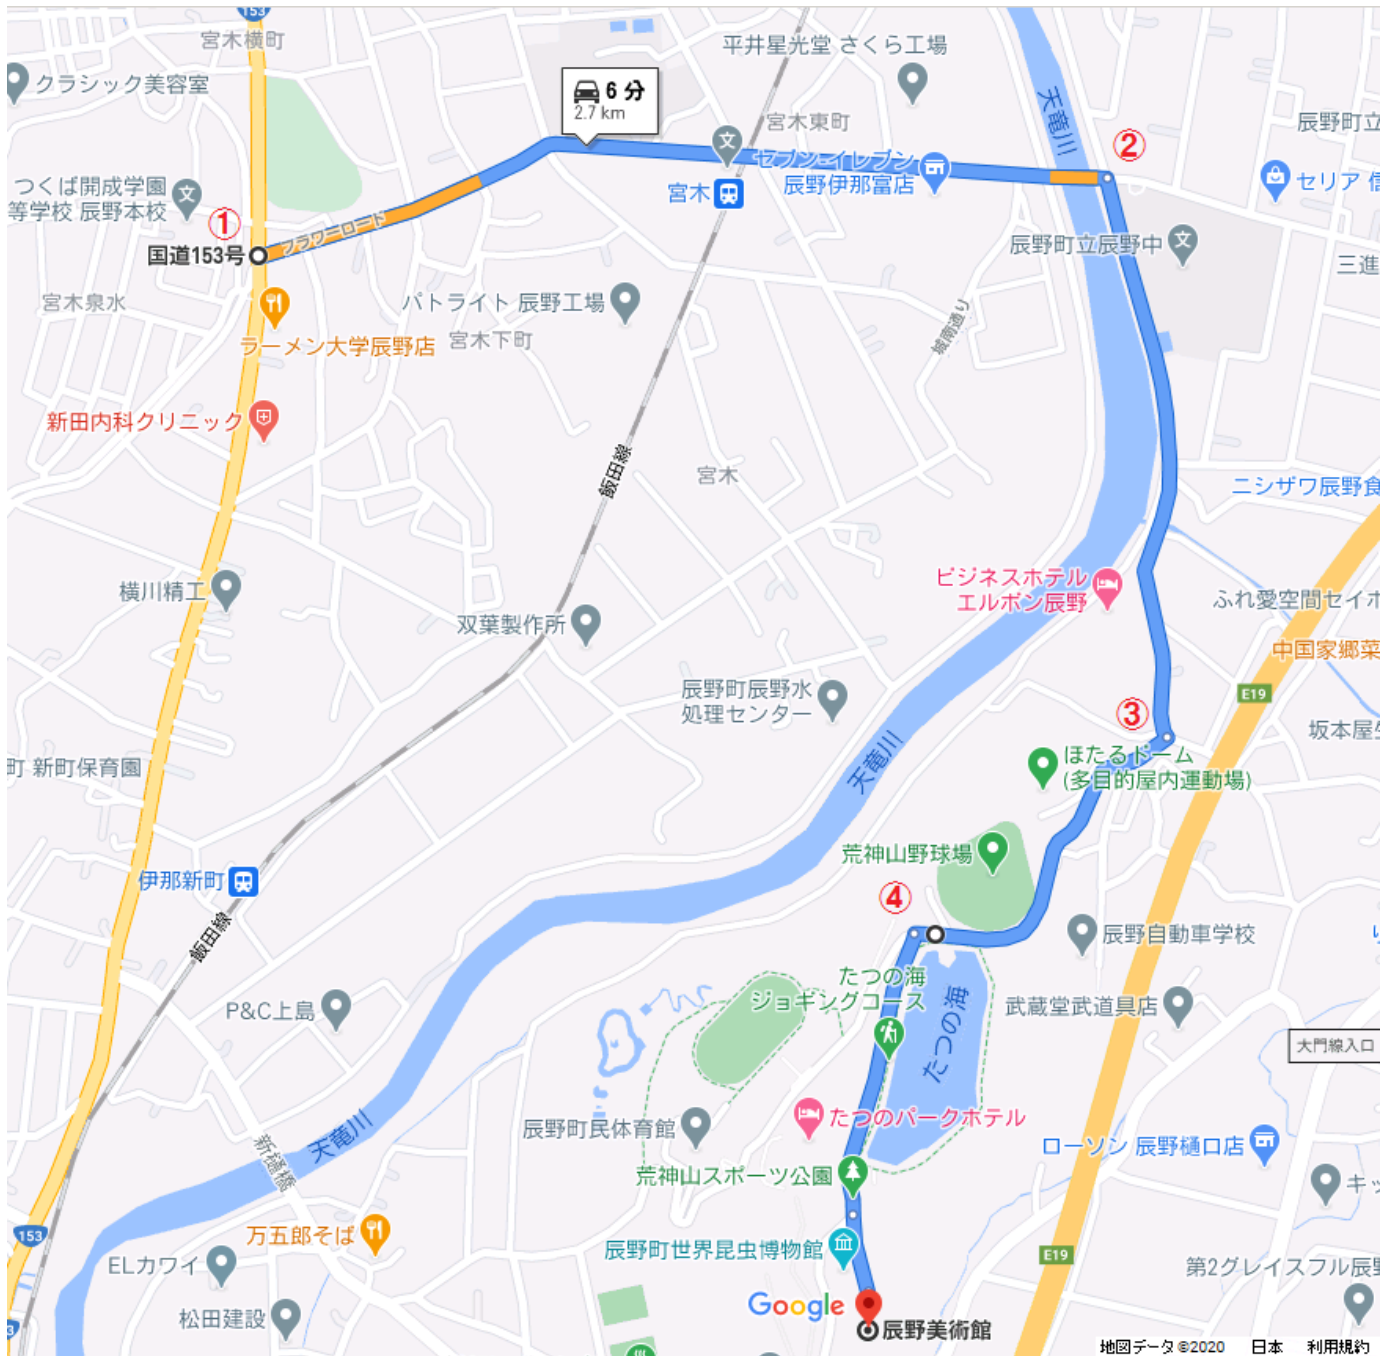 153
宮木横町
平井星光堂 さくら工場
クラシック美容室
6 分
2.7 km
天竜川
宮木東町
②
辰野町立
セブン-イレブン
辰野伊那富店
つくば開成学園
等学校 辰野本校
宮木
セリア 信
①
フラワーロード
国道153号
辰野町立辰野中
三進
宮木泉水
パトライト 辰野工場
宮木下町
城南通り
ラーメン大学辰野店
新田内科クリニック
飯田線
宮木
ニシザワ辰野食
ビジネスホテル
エルボン辰野
横川精工
双葉製作所
ふれ愛空間セイホ
中国家郷菜
辰野町辰野水
処理センター
E19
③
坂本屋
天竜川
ほたるドーム
(多目的屋内運動場)
町 新町保育園
荒神山野球場
伊那新町
④
飯田線
辰野自動車学校
たつの海
ジョギングコース
P&C上島
武蔵堂武道具店
たつの海
大門線入口
たつのパークホテル
辰野町民体育館
天竜川
新樋橋
ローソン 辰野樋口店
荒神山スポーツ公園
キッ
153
万五郎そば
辰野町世界昆虫博物館
E19
ELカワイ
第2グレイスフル辰野
松田建設
Google
辰野美術館
地図データ ©2020 日本 利用規約